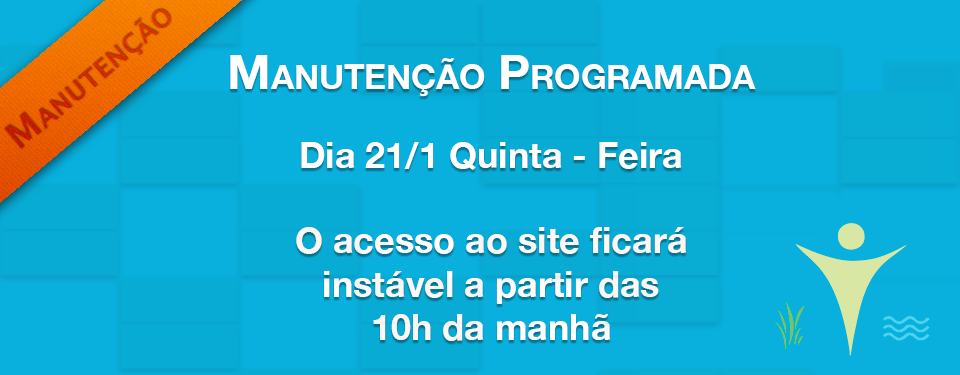 MANUTENÇÃO
MANUTENÇÃO PROGRAMADA
Dia 21/1 Quinta - Feira
O acesso ao site ficará
instável a partir das
10h da manhã